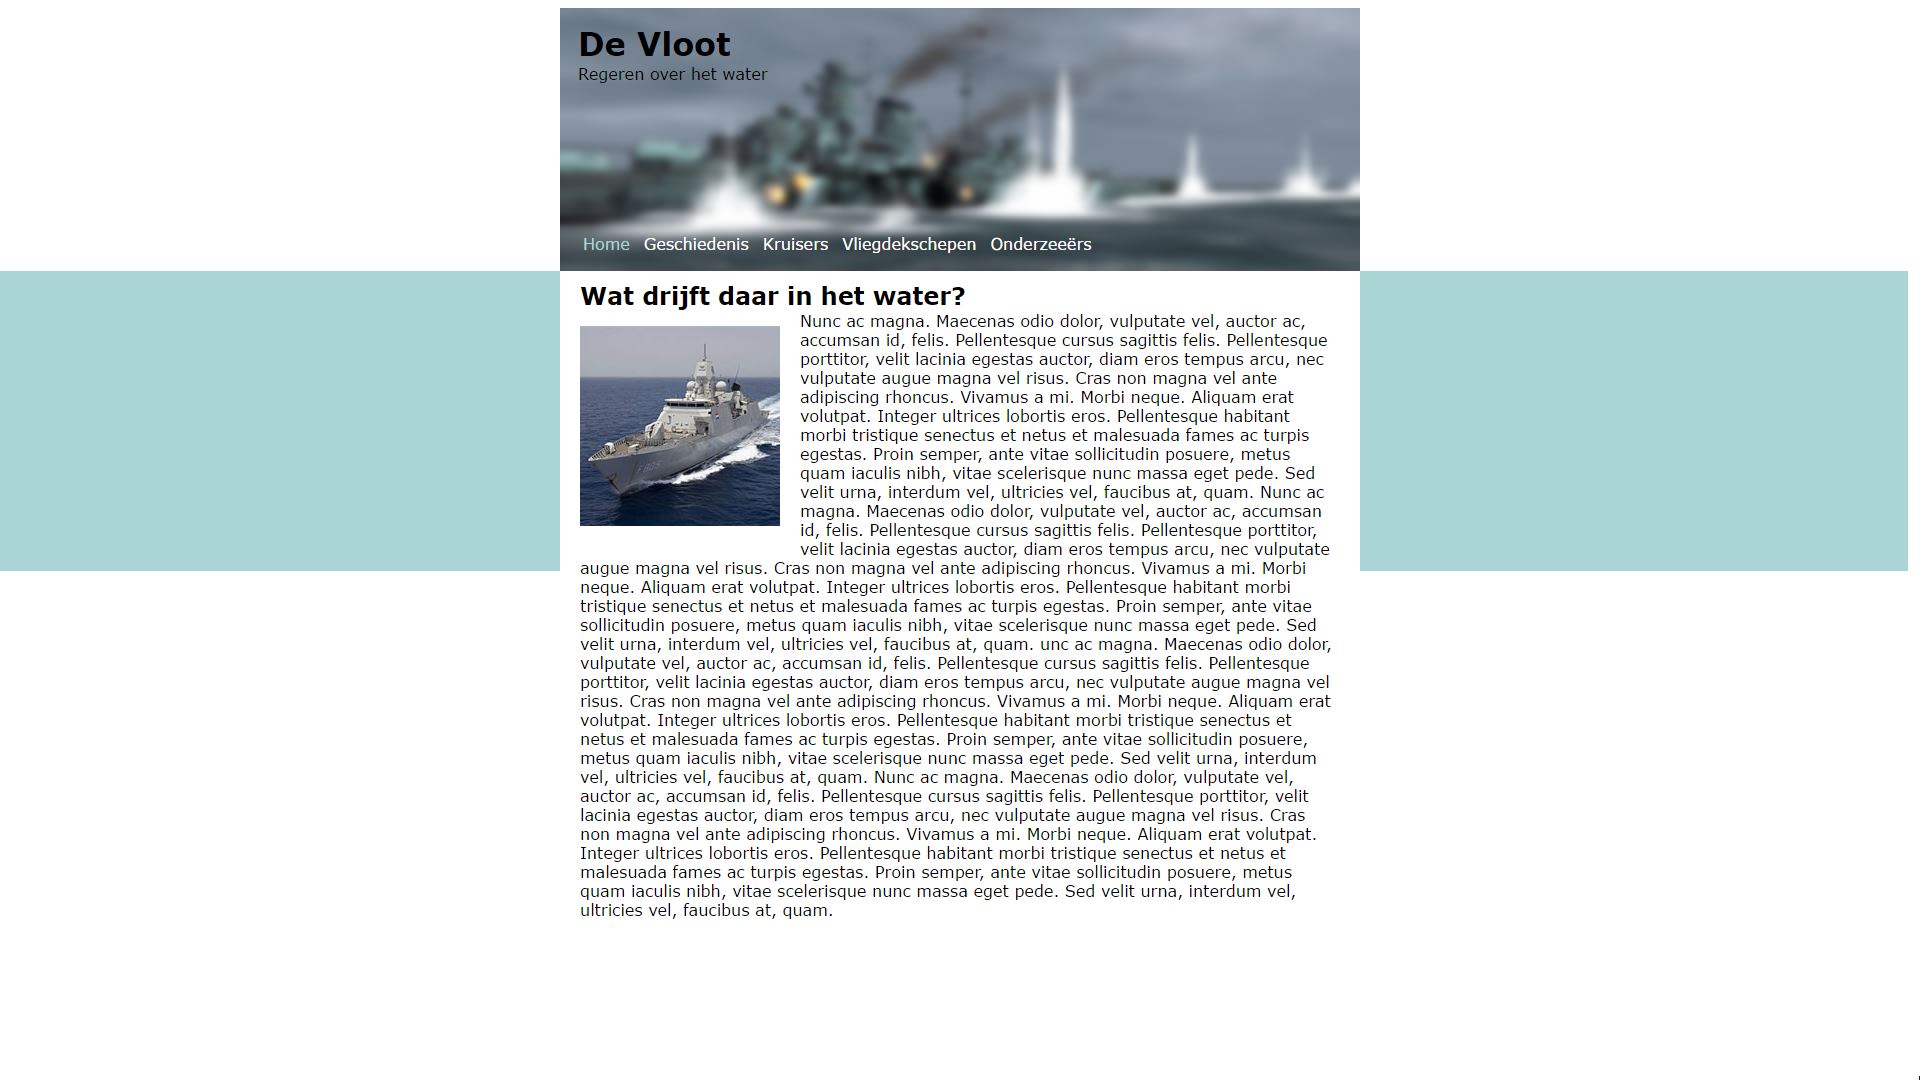 De Vloot
Regeren over het water
Home Geschiedenis Kruisers Vliegdekschepen Onderzeeërs
Wat drijft daar in het water?
Nunc ac magna. Maecenas odio dolor, vulputate vel, auctor ac,
accumsan id, felis. Pellentesque cursus sagittis felis. Pellentesque
porttitor, velit lacinia egestas auctor, diam eros tempus arcu, nec
vulputate augue magna vel risus. Cras non magna vel ante
adipiscing rhoncus. Vivamus a mi. Morbi neque. Aliquam erat
volutpat. Integer ultrices lobortis eros. Pellentesque habitant
morbi tristique senectus et netus et malesuada fames ac turpis
egestas. Proin semper, ante vitae sollicitudin posuere, metus
quam iaculis nibh, vitae scelerisque nunc massa eget pede. Sed
velit urna, interdum vel, ultricies vel, faucibus at, quam. Nunc ac
magna. Maecenas odio dolor, vulputate vel, auctor ac, accumsan
id, felis. Pellentesque cursus sagittis felis. Pellentesque porttitor,
velit lacinia egestas auctor, diam eros tempus arcu, nec vulputate
augue magna vel risus. Cras non magna vel ante adipiscing rhoncus. Vivamus a mi. Morbi
neque. Aliquam erat volutpat. Integer ultrices lobortis eros. Pellentesque habitant morbi
tristique senectus et netus et malesuada fames ac turpis egestas. Proin semper, ante vitae
sollicitudin posuere, metus quam iaculis nibh, vitae scelerisque nunc massa eget pede. Sed
velit urna, interdum vel, ultricies vel, faucibus at, quam. unc ac magna. Maecenas odio dolor,
vulputate vel, auctor ac, accumsan id, felis. Pellentesque cursus sagittis felis. Pellentesque
porttitor, velit lacinia egestas auctor, diam eros tempus arcu, nec vulputate augue magna vel
risus. Cras non magna vel ante adipiscing rhoncus. Vivamus a mi. Morbi neque. Aliquam erat
volutpat. Integer ultrices lobortis eros. Pellentesque habitant morbi tristique senectus et
netus et malesuada fames ac turpis egestas. Proin semper, ante vitae sollicitudin posuere,
metus quam iaculis nibh, vitae scelerisque nunc massa eget pede. Sed velit urna, interdum
vel, ultricies vel, faucibus at, quam. Nunc ac magna. Maecenas odio dolor, vulputate vel,
auctor ac, accumsan id, felis. Pellentesque cursus sagittis felis. Pellentesque porttitor, velit
lacinia egestas auctor, diam eros tempus arcu, nec vulputate augue magna vel risus. Cras
non magna vel ante adipiscing rhoncus. Vivamus a mi. Morbi neque. Aliquam erat volutpat.
Integer ultrices lobortis eros. Pellentesque habitant morbi tristique senectus et netus et
malesuada fames ac turpis egestas. Proin semper, ante vitae sollicitudin posuere, metus
quam iaculis nibh, vitae scelerisque nunc massa eget pede. Sed velit urna, interdum vel,
ultricies vel, faucibus at, quam.